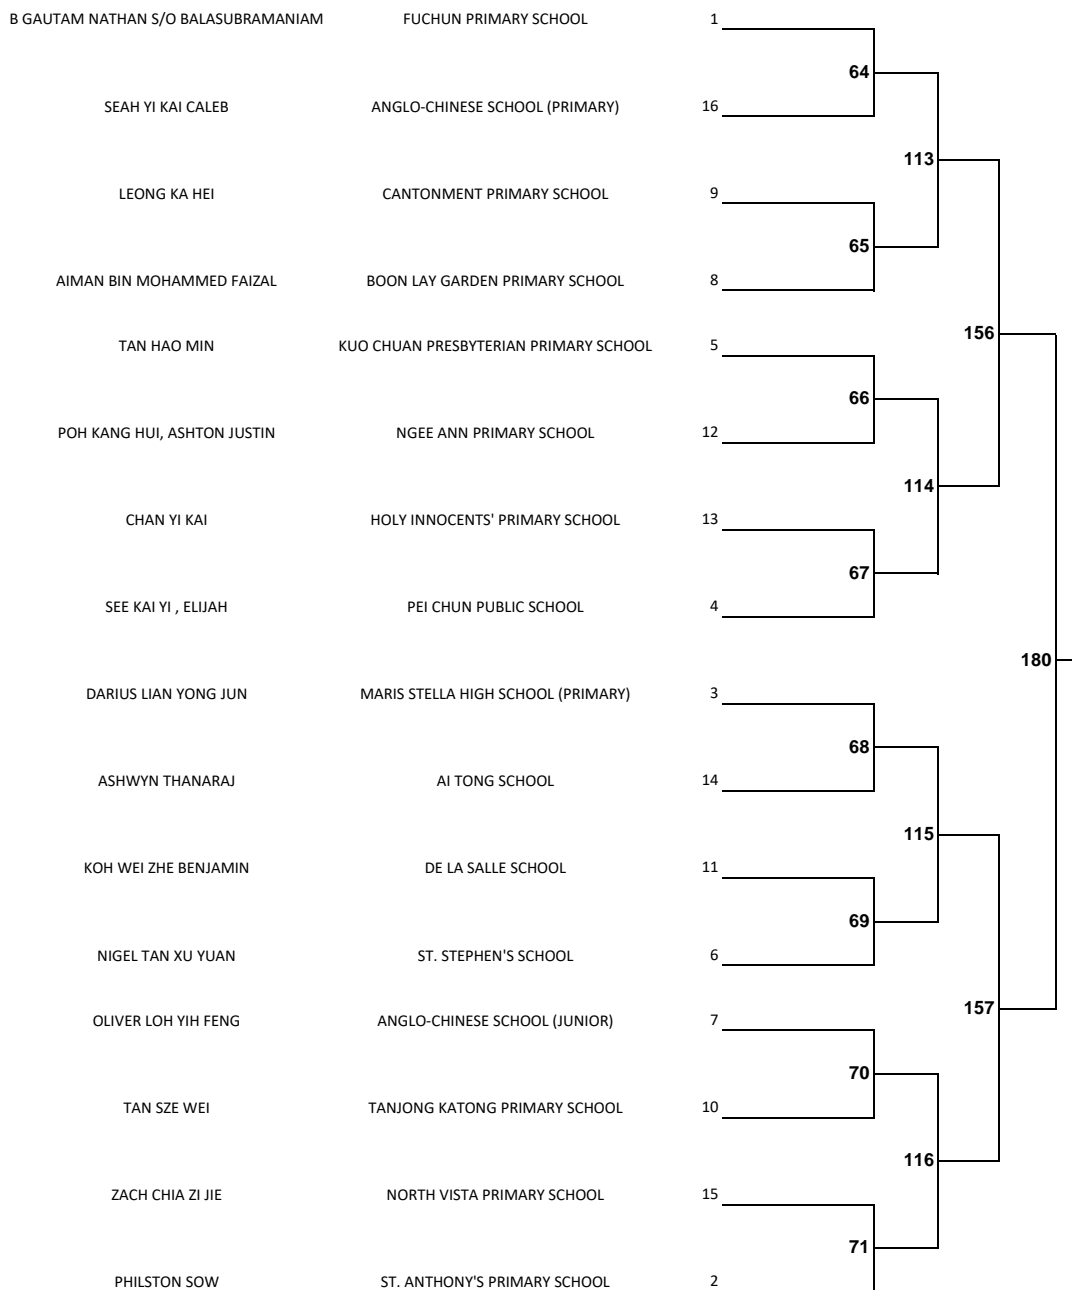 B GAUTAM NATHAN S/O BALASUBRAMANIAM FUCHUN PRIMARY SCHOOL 1
64
SEAH YI KAI CALEB ANGLO-CHINESE SCHOOL (PRIMARY) 16
113
LEONG KA HEI CANTONMENT PRIMARY SCHOOL 9
65
AIMAN BIN MOHAMMED FAIZAL BOON LAY GARDEN PRIMARY SCHOOL 8
156
TAN HAO MIN KUO CHUAN PRESBYTERIAN PRIMARY SCHOOL 5
66
POH KANG HUI, ASHTON JUSTIN NGEE ANN PRIMARY SCHOOL 12
114
CHAN YI KAI HOLY INNOCENTS' PRIMARY SCHOOL 13
67
SEE KAI YI , ELIJAH PEI CHUN PUBLIC SCHOOL 4
180
DARIUS LIAN YONG JUN MARIS STELLA HIGH SCHOOL (PRIMARY) 3
68
ASHWYN THANARAJ AI TONG SCHOOL 14
115
KOH WEI ZHE BENJAMIN DE LA SALLE SCHOOL 11
69
NIGEL TAN XU YUAN ST. STEPHEN'S SCHOOL 6
157
OLIVER LOH YIH FENG ANGLO-CHINESE SCHOOL (JUNIOR) 7
70
TAN SZE WEI TANJONG KATONG PRIMARY SCHOOL 10
116
ZACH CHIA ZI JIE NORTH VISTA PRIMARY SCHOOL 15
71
PHILSTON SOW ST. ANTHONY'S PRIMARY SCHOOL 2